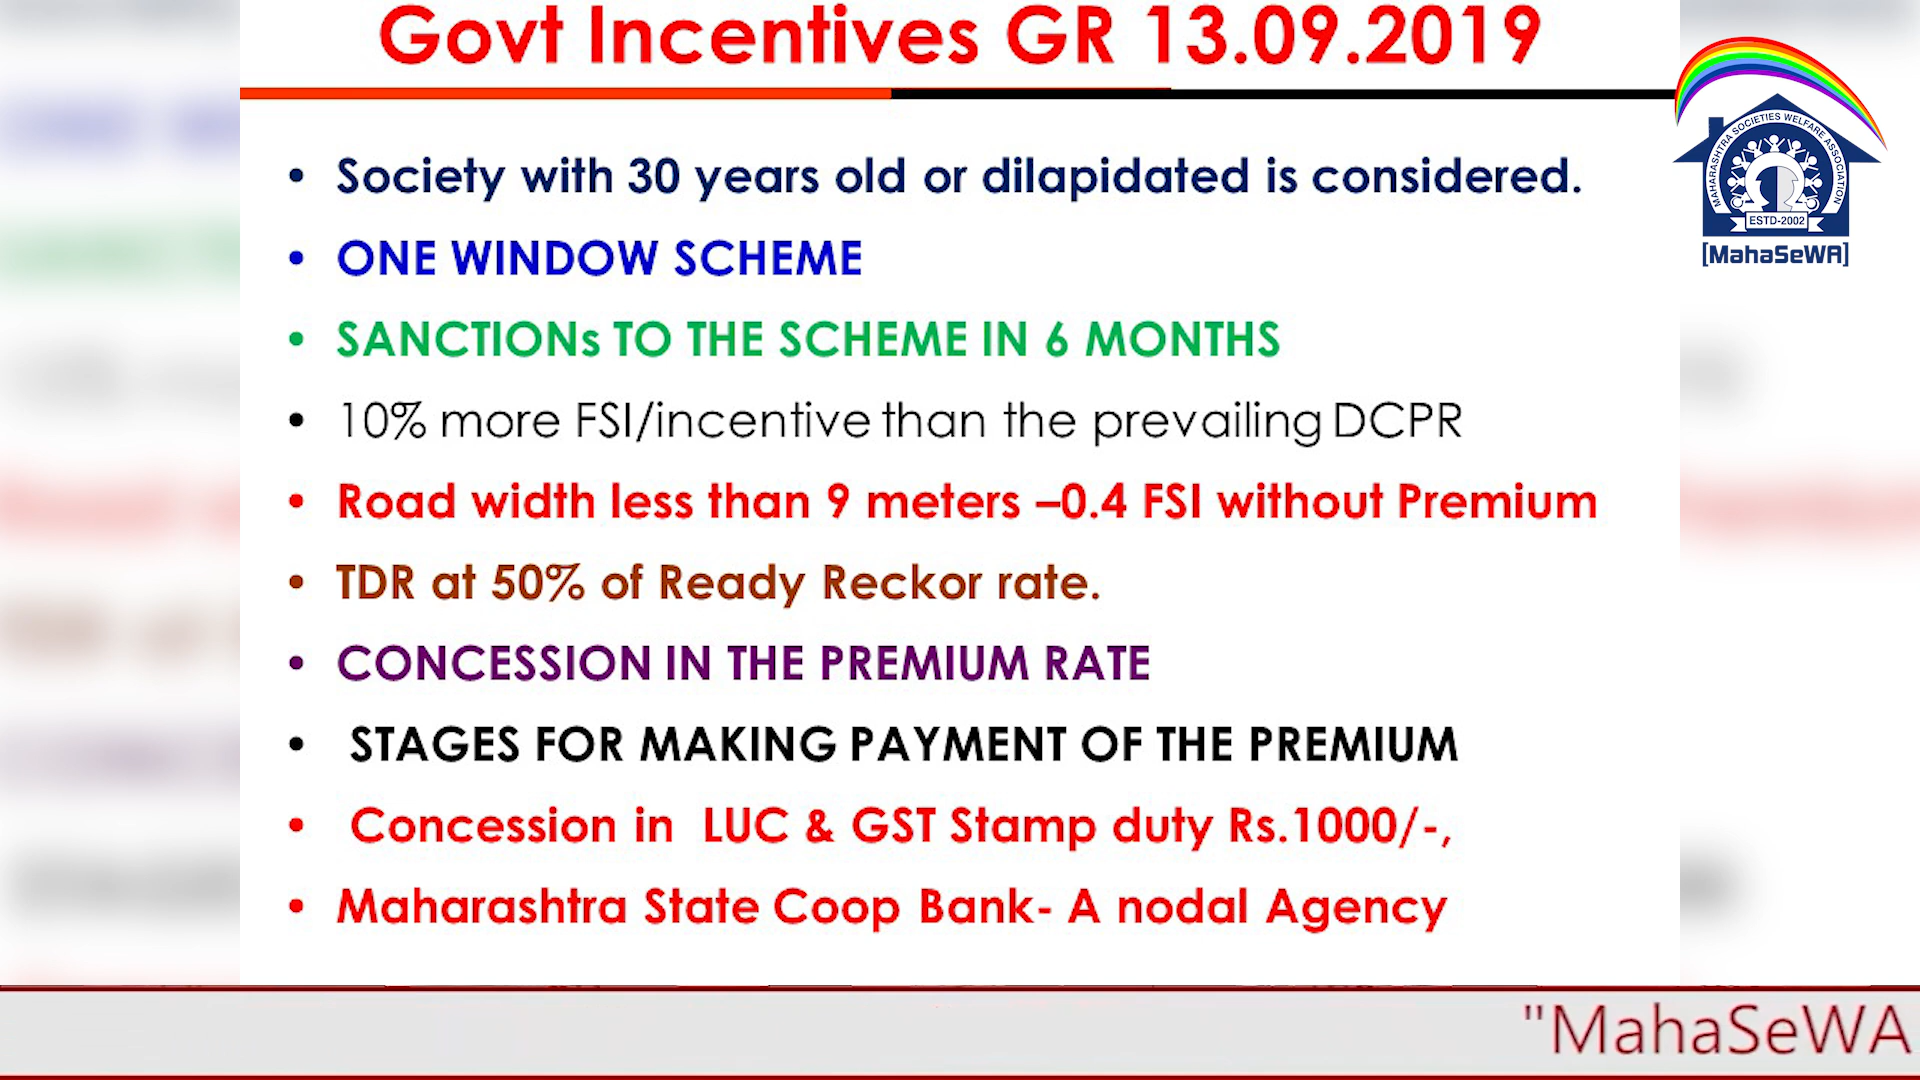 Govt Incentives GR 13.09.2019
• Society with 30 years old or dilapidated is considered.
• ONE WINDOW SCHEME
• SANCTIONs TO THE SCHEME IN 6 MONTHS
• 10% more FSI/incentive than the prevailing DCPR
• Road width less than 9 meters –0.4 FSI without Premium
• TDR at 50% of Ready Reckor rate.
• CONCESSION IN THE PREMIUM RATE
• STAGES FOR MAKING PAYMENT OF THE PREMIUM
• Concession in LUC & GST Stamp duty Rs.1000/-,
• Maharashtra State Coop Bank- A nodal Agency
MAHARASHTRA SOCIETIES WELFARE ASSOCIATION
ESTD-2002
[MahaSeWA]
"MahaSeWA